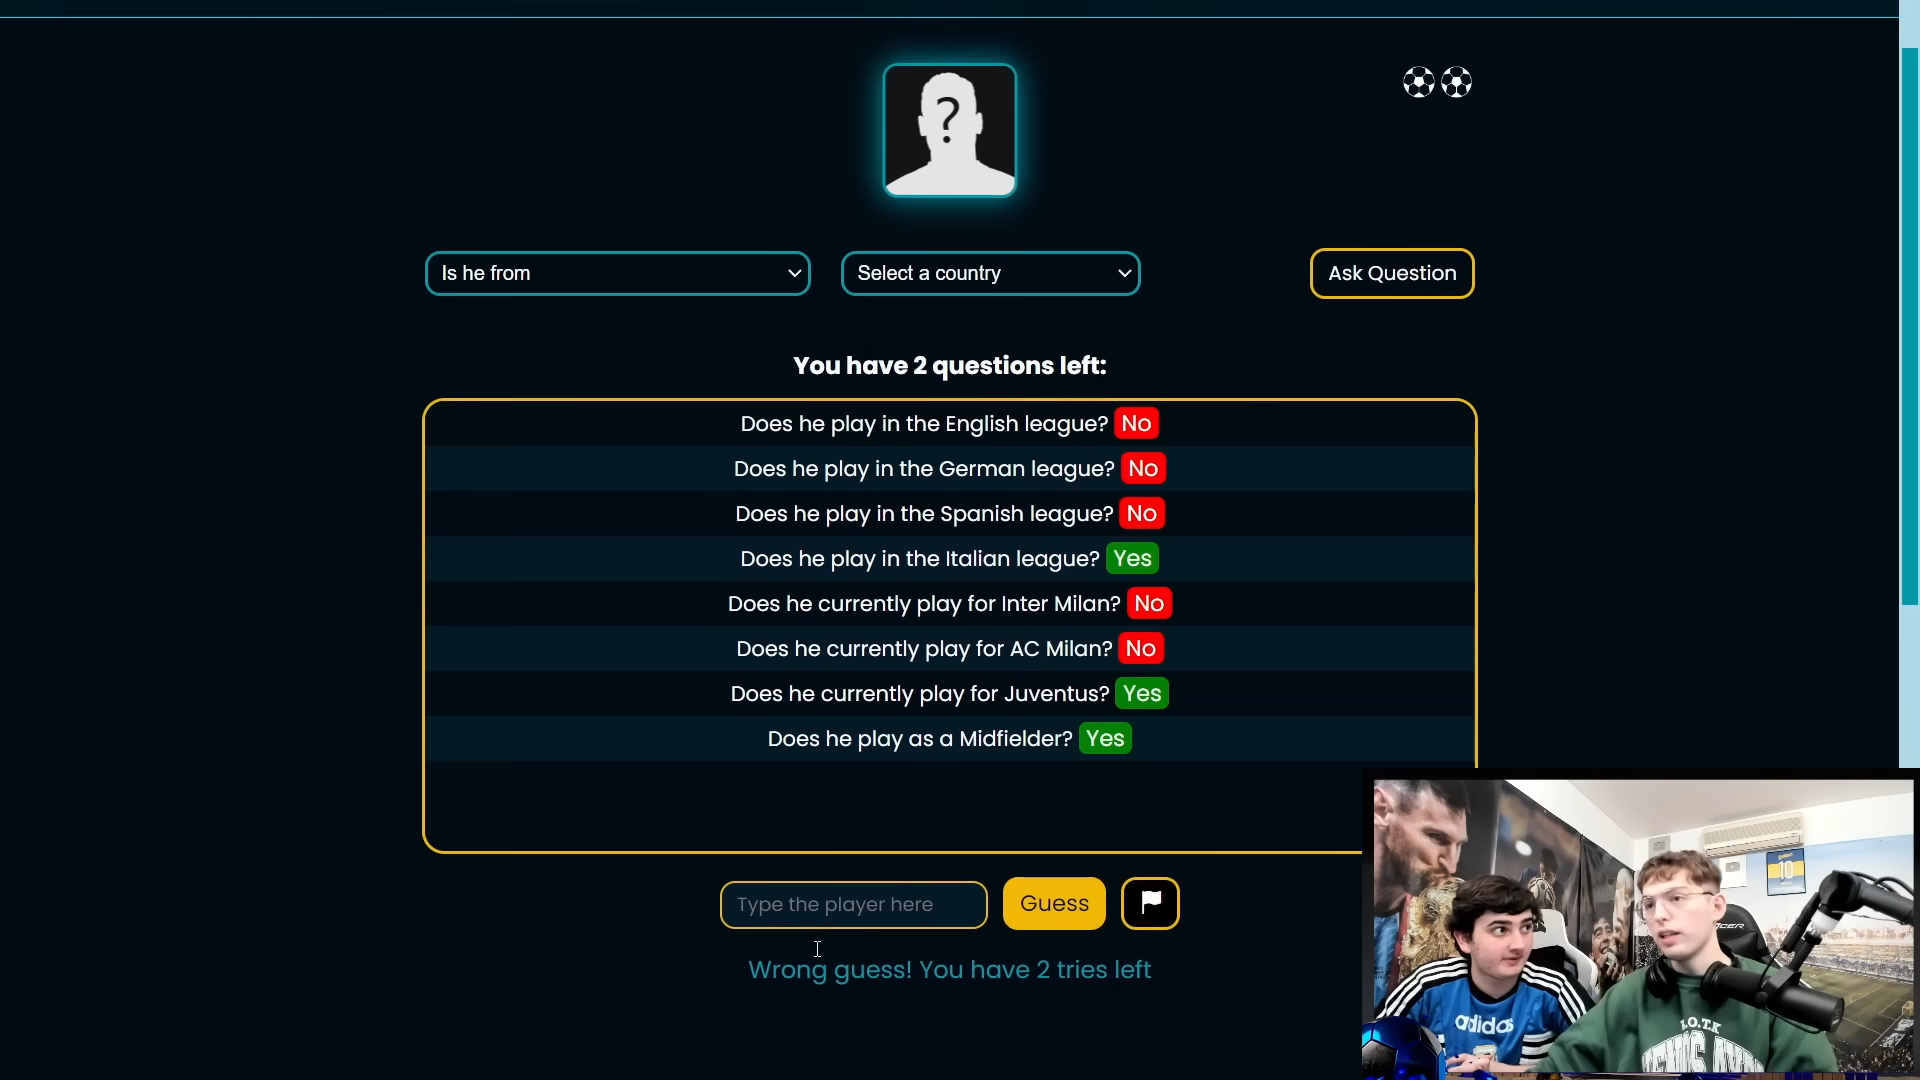 ?
Is he from
Select a country
Ask Question
You have 2 questions left:
Does he play in the English league? No
Does he play in the German league? No
Does he play in the Spanish league? No
Does he play in the Italian league? Yes
Does he currently play for Inter Milan? No
Does he currently play for AC Milan? No
Does he currently play for Juventus? Yes
Does he play as a Midfielder? Yes
Type the player here
Guess
Wrong guess! You have 2 tries left
10
adidas